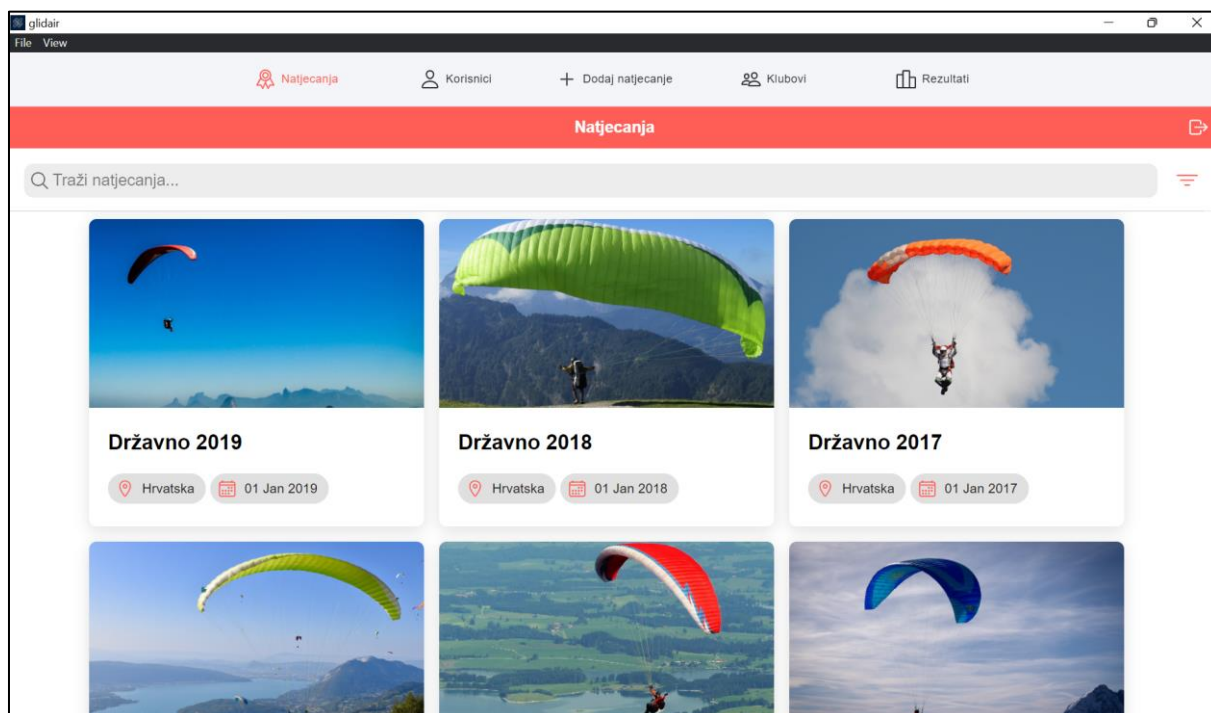 glidair
File View
Natjecanja Korisnici Dodaj natjecanje Klubovi Rezultati
Natjecanja
Traži natjecanja...
Državno 2019 Državno 2018 Državno 2017
Hrvatska 01 Jan 2019 Hrvatska 01 Jan 2018 Hrvatska 01 Jan 2017